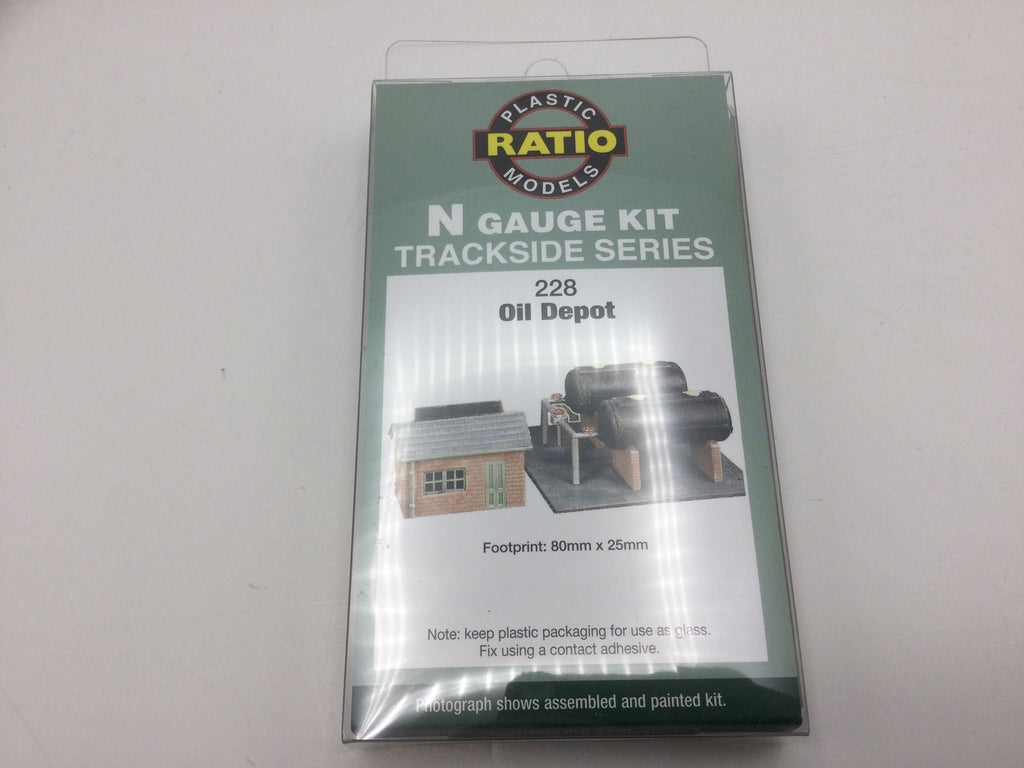 PLASTIC
RATIO
MODELS
N GAUGE KIT
TRACKSIDE SERIES
228
Oil Depot
Footprint: 80mm x 25mm
Note: keep plastic packaging for use as glass.
Fix using a contact adhesive.
Photograph shows assembled and painted kit.